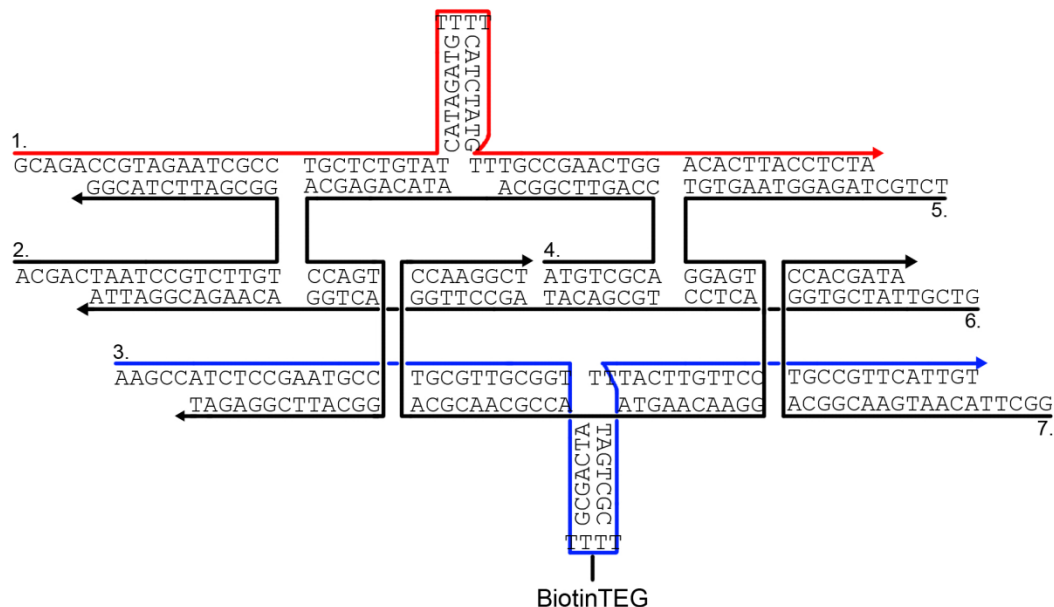 TTTT
CATAGATG
CATCTATG
1.
GCAGACCGTAGAATCGCC TGCTCTGTAT TTTGCCGAACTGG ACACTTACCTCTA
GGCATCTTAGCGG ACGAGACATA ACGGCTTGACC TGTGAATGGAGATCGTCT
5.
2. 4.
ACGACTAATCCGTCTTGT CCAGT CCAAGGCT ATGTCGCA GGAGT CCACGATA
ATTAGGCAGAACA GGTCA GGTTCCGA TACAGCGT CCTCA GGTGCTATTGCTG
6.
3.
AAGCCATCTCCGAATGCC TGCGTTGCGGT TTTACTTGTTCC TGCCGTTCATTGT
TAGAGGCTTACGG ACGCAACGCCA ATGAACAAGG ACGGCAAGTAACATTCGG
7.
GCGACTA
TAGTCGC
TTTT
BiotinTEG